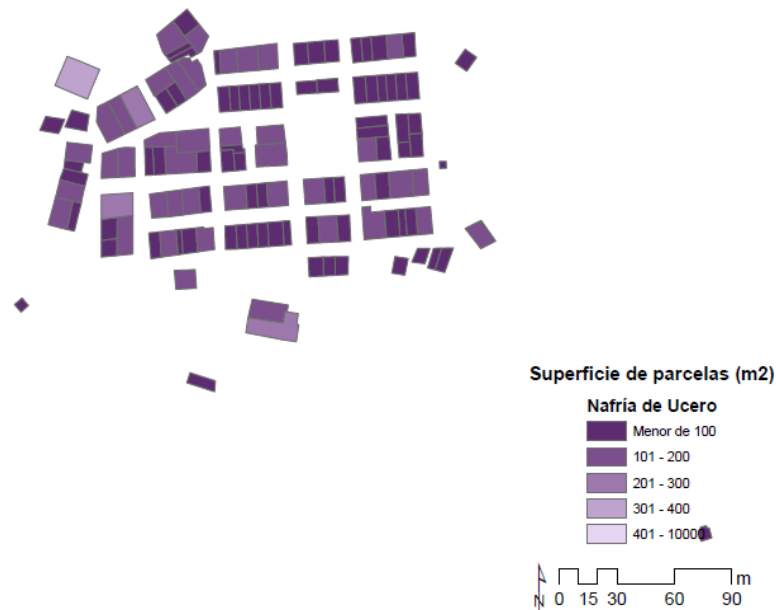 Superficie de parcelas (m2)
Nafría de Ucero
Menor de 100
101 - 200
201 - 300
301 - 400
401 - 10000
N
0 15 30 60 90 m